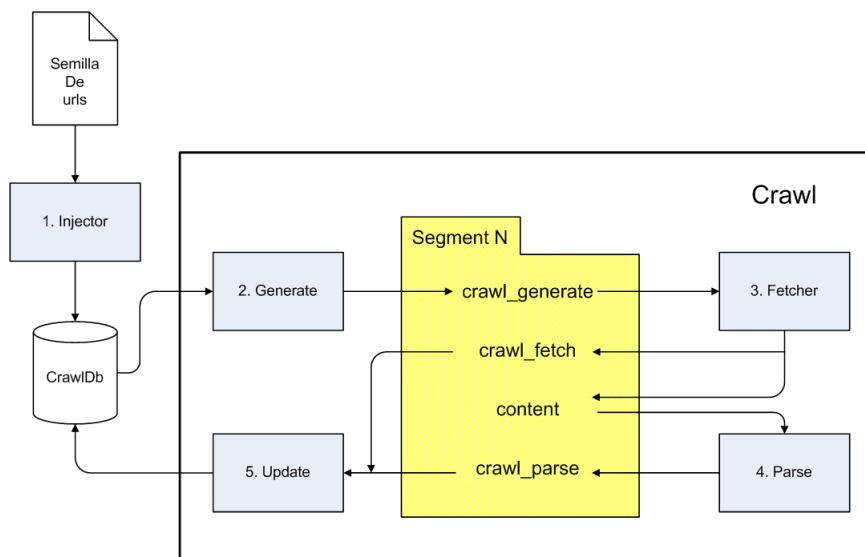 Semilla
De
urls
1. Injector
Crawl
Segment N
2. Generate
crawl_generate
3. Fetcher
crawl_fetch
CrawlDb
content
5. Update
crawl_parse
4. Parse